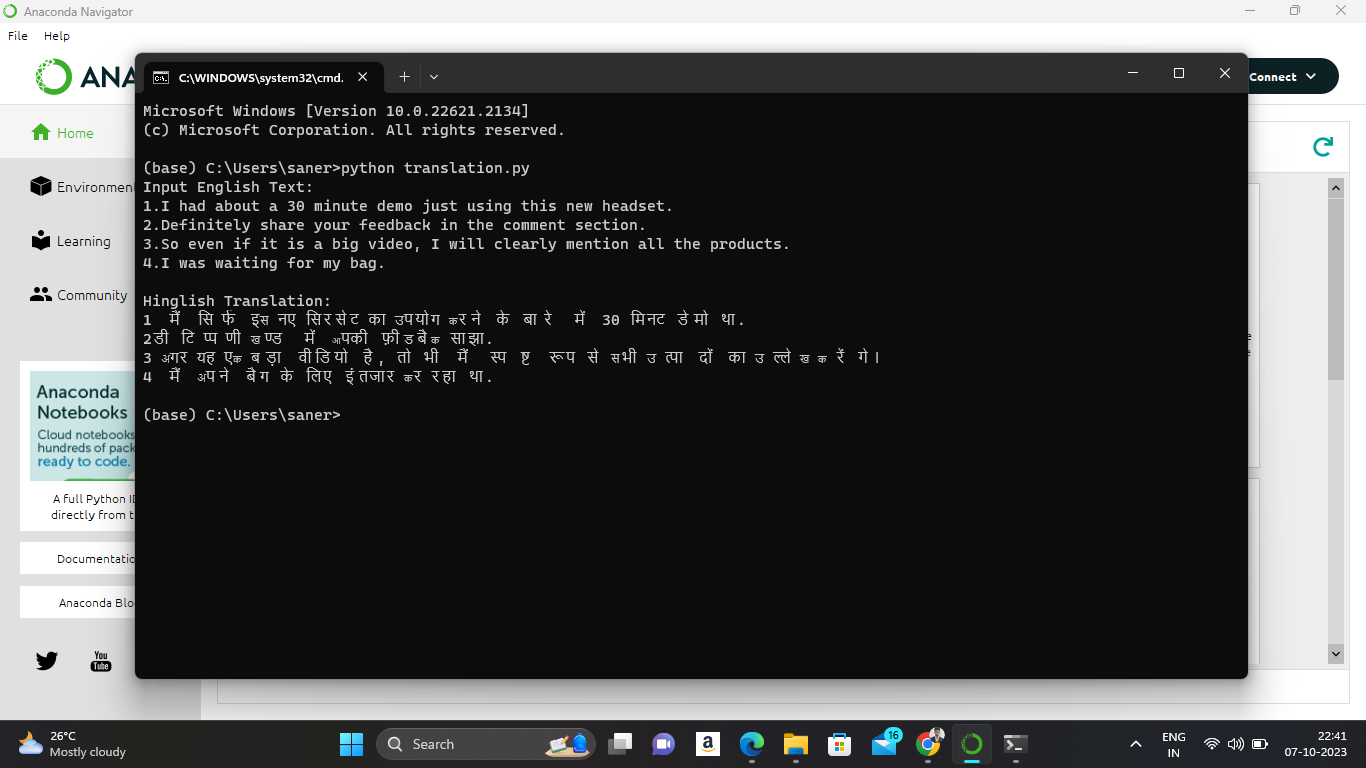 Anaconda Navigator
File Help
ANA
Connect
C:\WINDOWS\system32\cmd.
Home
Environmen
Learning
Community
Microsoft Windows [Version 10.0.22621.2134]
(c) Microsoft Corporation. All rights reserved.
(base) C:\Users\saner>python translation.py
Input English Text:
1.I had about a 30 minute demo just using this new headset.
2.Definitely share your feedback in the comment section.
3.So even if it is a big video, I will clearly mention all the products.
4.I was waiting for my bag.
Hinglish Translation:
1 मैं सिर्फ इस नए सिरसेट का उपयोग करने के बारे में 30 मिनट डेमो था.
2डी टिप्पणी खण्ड में आपकी फ़ीडबैक साझा.
3 अगर यह एक बड़ा वीडियो है, तो भी मैं स्पष्ट रूप से सभी उत्पादों का उल्लेख करेंगे।
4 मैं अपने बैग के लिए इंतजार कर रहा था.
(base) C:\Users\saner>
Anaconda
Notebooks
Cloud notebooks
hundreds of pack
ready to code.
A full Python I
directly from t
Documentatio
Anaconda Blo
You
Tube
26°C
Mostly cloudy
Search
16
ENG
IN
22:41
07-10-2023